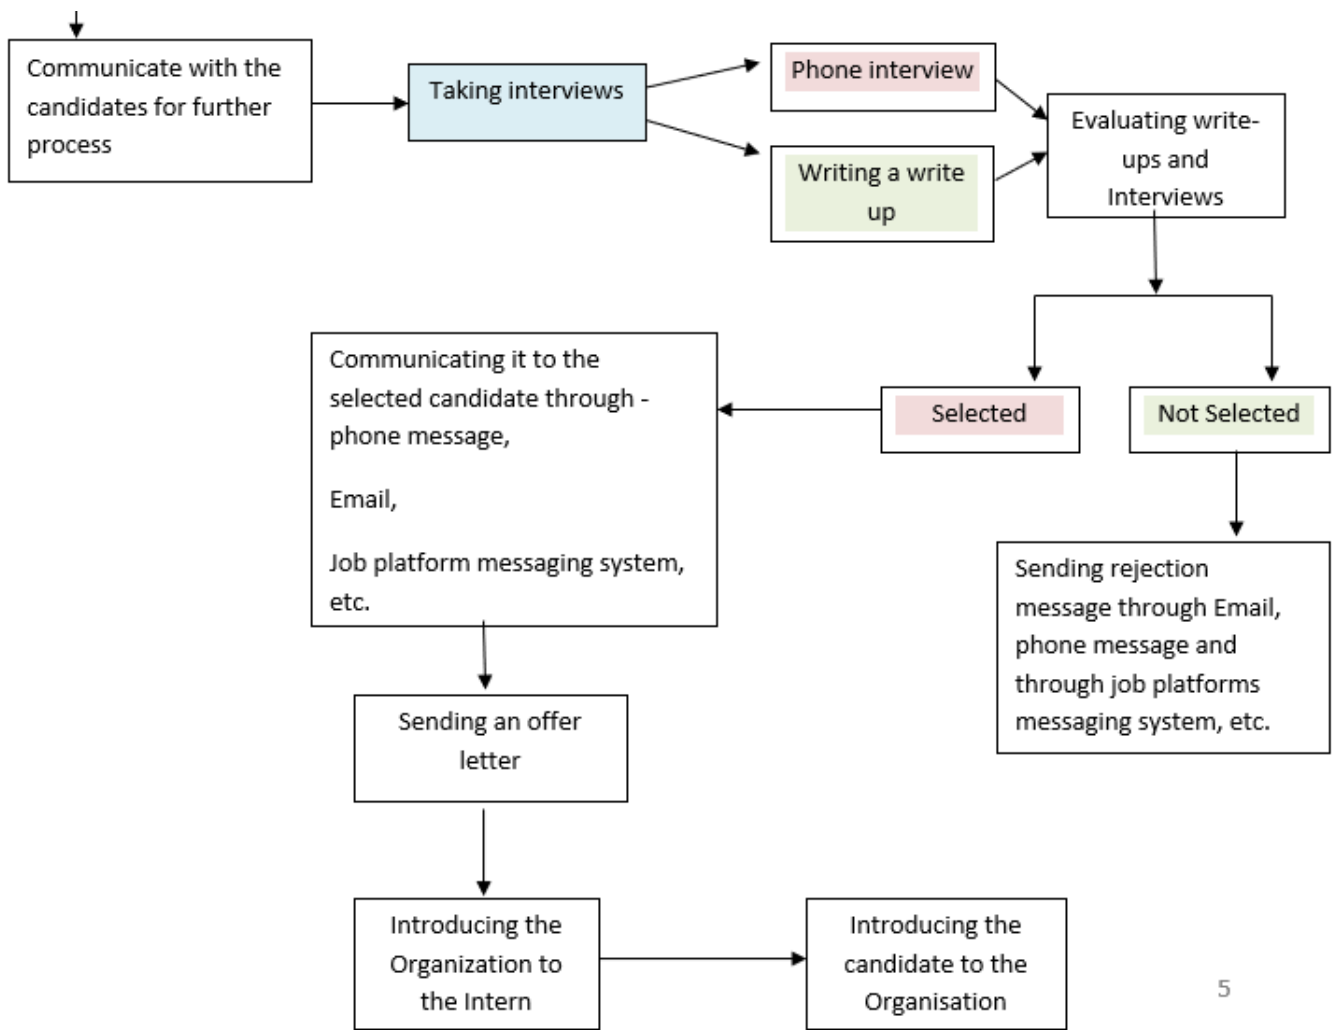 Communicate with the
candidates for further
process
Taking interviews
Phone interview
Writing a write
up
Evaluating write-
ups and
Interviews
Selected
Not Selected
Communicating it to the
selected candidate through -
phone message,
Email,
Job platform messaging system,
etc.
Sending rejection
message through Email,
phone message and
through job platforms
messaging system, etc.
Sending an offer
letter
Introducing the
Organization to
the Intern
Introducing the
candidate to the
Organisation
5